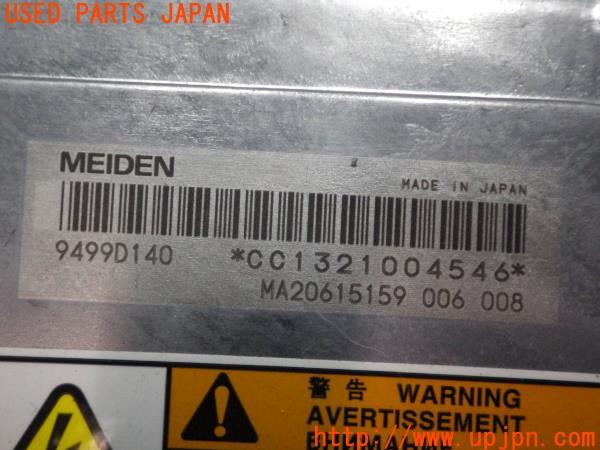 USED PARTS JAPAN
MEIDEN
MADE IN JAPAN
9499D140 *CC1321004546*
MA20615159 006 008
警告 WARNING
AVERTISSEMENT
http://www.upjpn.com